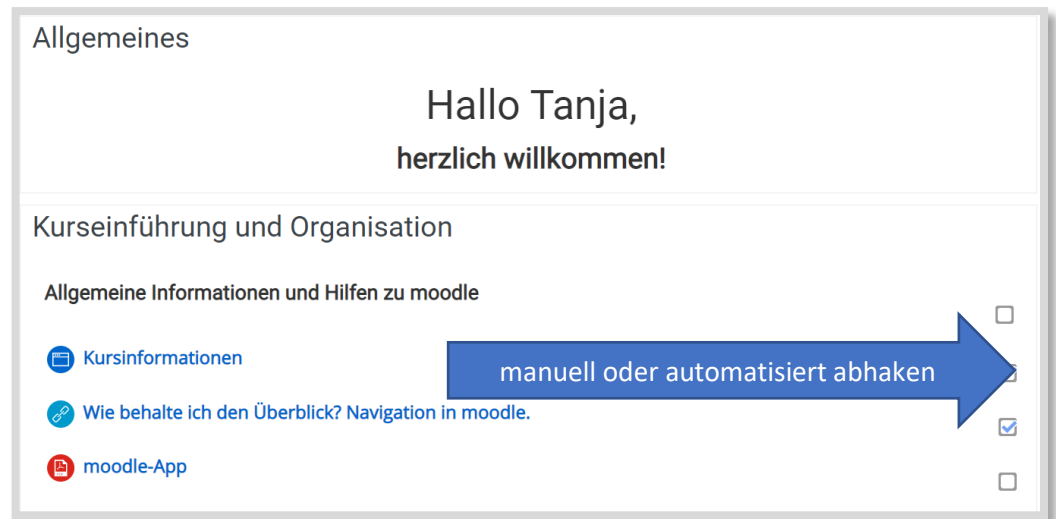 Allgemeines
Hallo Tanja,
herzlich willkommen!
Kurseinführung und Organisation
Allgemeine Informationen und Hilfen zu moodle
Kursinformationen
manuell oder automatisiert abhaken
Wie behalte ich den Überblick? Navigation in moodle.
moodle-App